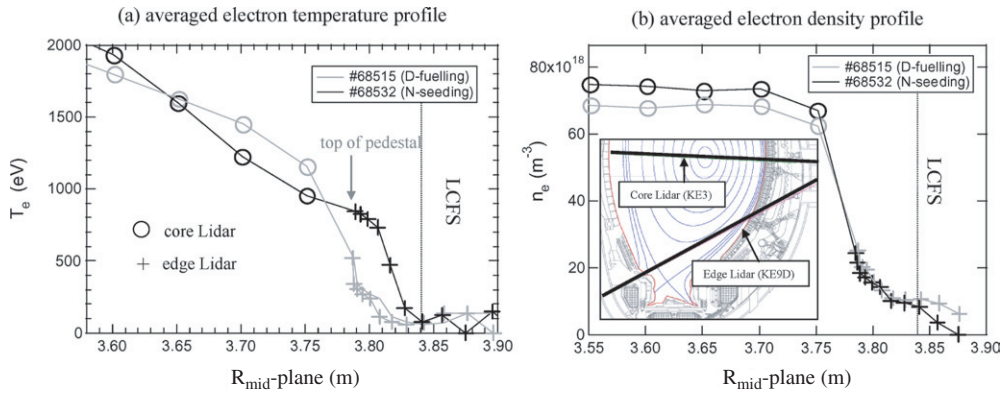 (a) averaged electron temperature profile
2000
1500
1000
500
0
Tₑ (eV)
#68515 (D-fuelling)
#68532 (N-seeding)
top of pedestal
LCFS
core Lidar
edge Lidar
3.60 3.65 3.70 3.75 3.80 3.85 3.90
R_mid-plane (m)
(b) averaged electron density profile
80x10¹⁸
60
40
20
0
nₑ (m⁻³)
#68515 (D-fuelling)
#68532 (N-seeding)
LCFS
Core Lidar (KE3)
Edge Lidar (KE9D)
3.55 3.60 3.65 3.70 3.75 3.80 3.85 3.90
R_mid-plane (m)